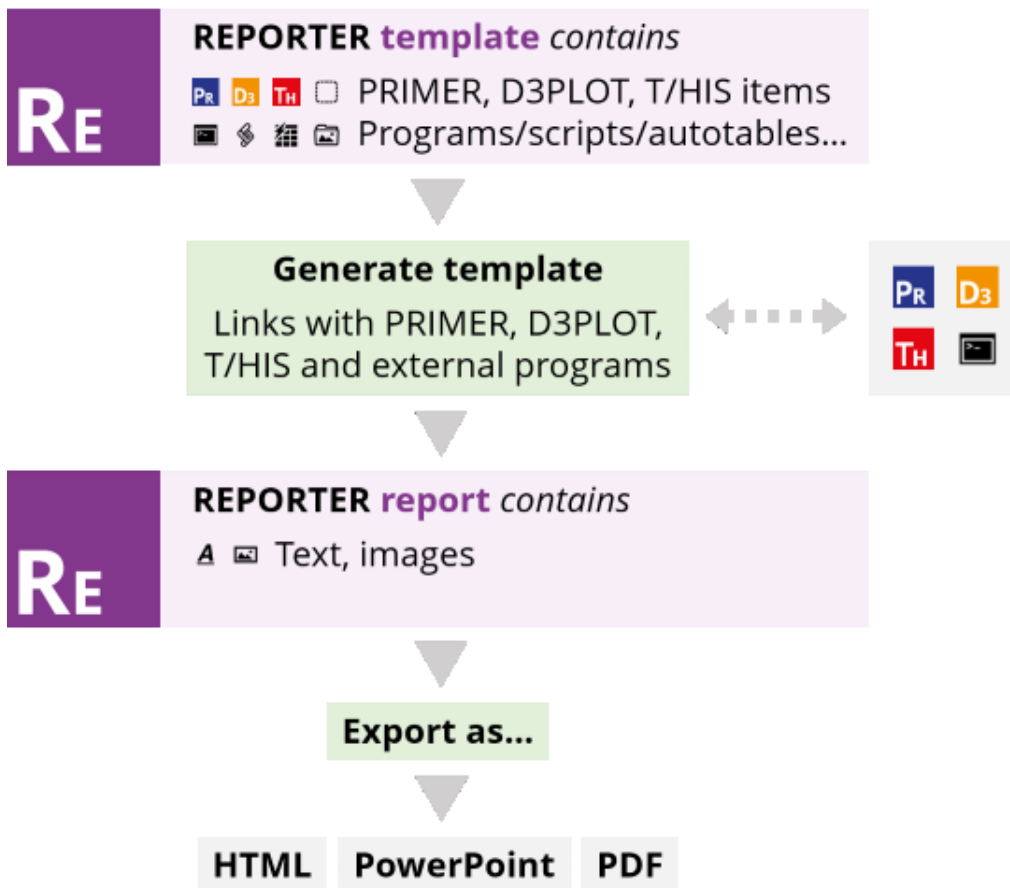 RE
REPORTER template contains
PR D3 TH PRIMER, D3PLOT, T/HIS items
Programs/scripts/autotables...
Generate template
Links with PRIMER, D3PLOT,
T/HIS and external programs
PR D3
TH >-
RE
REPORTER report contains
A Text, images
Export as...
HTML PowerPoint PDF